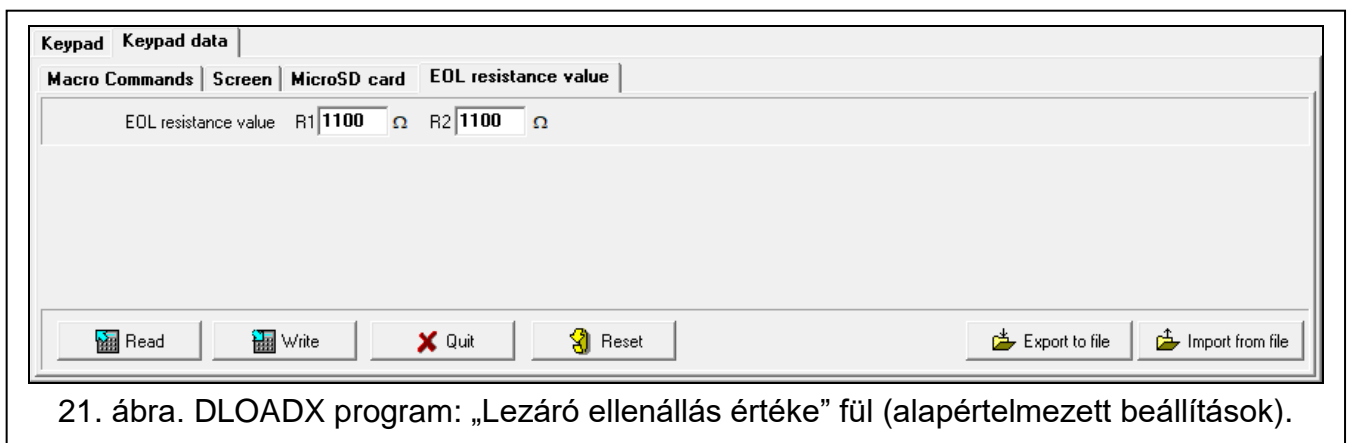 Keypad Keypad data
Macro Commands Screen MicroSD card EOL resistance value
EOL resistance value R1 1100 Ω R2 1100 Ω
Read Write Quit Reset Export to file Import from file
21. ábra. DLOADX program: „Lezáró ellenállás értéke” fül (alapértelmezett beállítások).